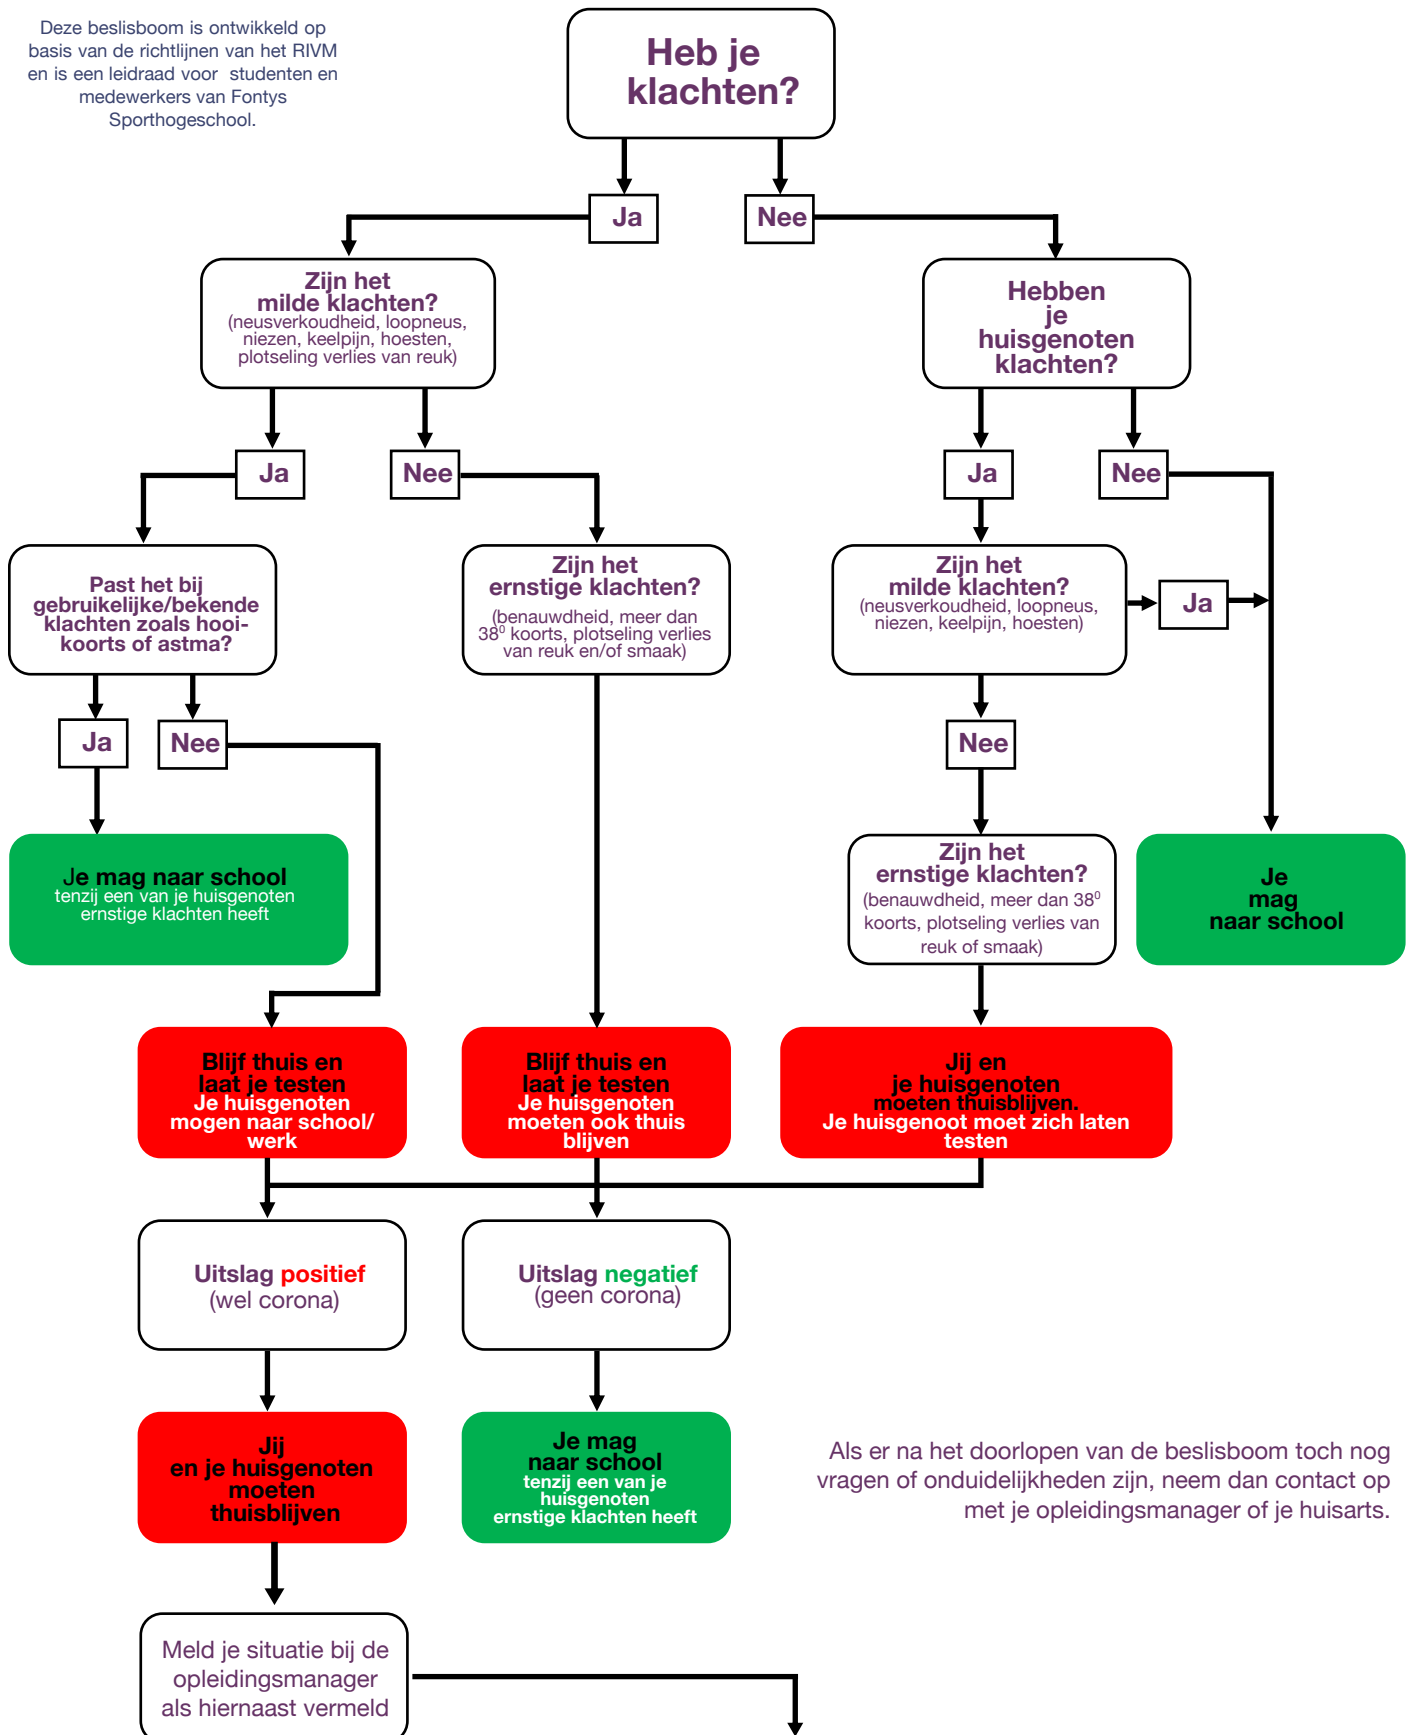 Deze beslisboom is ontwikkeld op
basis van de richtlijnen van het RIVM
en is een leidraad voor studenten en
medewerkers van Fontys
Sporthogeschool.
Heb je
klachten?
Ja
Nee
Zijn het
milde klachten?
(neusverkoudheid, loopneus,
niezen, keelpijn, hoesten,
plotseling verlies van reuk)
Hebben
je
huisgenoten
klachten?
Ja
Nee
Ja
Nee
Past het bij
gebruikelijke/bekende
klachten zoals hooi-
koorts of astma?
Zijn het
ernstige klachten?
(benauwdheid, meer dan
38⁰ koorts, plotseling verlies
van reuk en/of smaak)
Zijn het
milde klachten?
(neusverkoudheid, loopneus,
niezen, keelpijn, hoesten)
Ja
Ja
Nee
Nee
Je mag naar school
tenzij een van je huisgenoten
ernstige klachten heeft
Zijn het
ernstige klachten?
(benauwdheid, meer dan 38⁰
koorts, plotseling verlies van
reuk of smaak)
Je
mag
naar school
Blijf thuis en
laat je testen
Je huisgenoten
mogen naar school/
werk
Blijf thuis en
laat je testen
Je huisgenoten
moeten ook thuis
blijven
Jij en
je huisgenoten
moeten thuisblijven.
Je huisgenoot moet zich laten
testen
Uitslag positief
(wel corona)
Uitslag negatief
(geen corona)
Jij
en je huisgenoten
moeten
thuisblijven
Je mag
naar school
tenzij een van je
huisgenoten
ernstige klachten heeft
Als er na het doorlopen van de beslisboom toch nog
vragen of onduidelijkheden zijn, neem dan contact op
met je opleidingsmanager of je huisarts.
Meld je situatie bij de
opleidingsmanager
als hiernaast vermeld